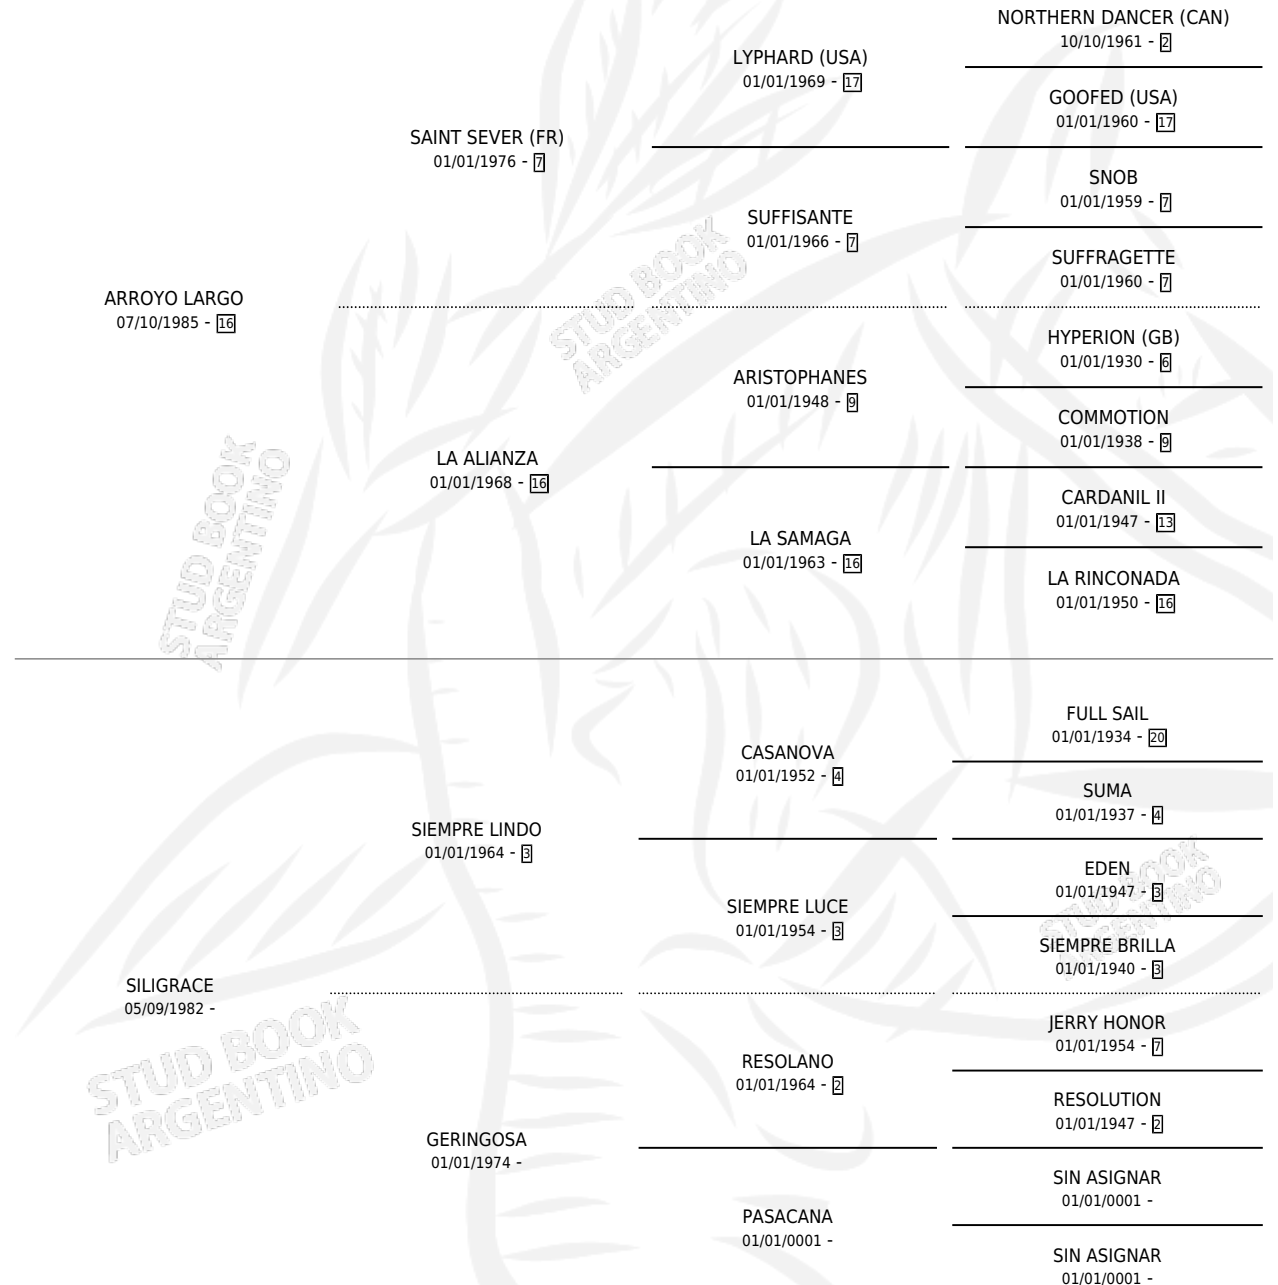 NORTHERN DANCER (CAN)
10/10/1961 - 2
LYPHARD (USA)
01/01/1969 - 17
GOOFED (USA)
01/01/1960 - 17
SAINT SEVER (FR)
01/01/1976 - 7
SNOB
01/01/1959 - 7
SUFFISANTE
01/01/1966 - 7
SUFFRAGETTE
01/01/1960 - 7
ARROYO LARGO
07/10/1985 - 16
HYPERION (GB)
01/01/1930 - 6
ARISTOPHANES
01/01/1948 - 9
COMMOTION
01/01/1938 - 9
LA ALIANZA
01/01/1968 - 16
CARDANIL II
01/01/1947 - 13
LA SAMAGA
01/01/1963 - 16
LA RINCONADA
01/01/1950 - 16
STUD BOOK
ARGENTINO
STUD BOOK
ARGENTINO
FULL SAIL
01/01/1934 - 20
CASANOVA
01/01/1952 - 4
SUMA
01/01/1937 - 4
SIEMPRE LINDO
01/01/1964 - 3
EDEN
01/01/1947 - 3
SIEMPRE LUCE
01/01/1954 - 3
SIEMPRE BRILLA
01/01/1940 - 3
STUD BOOK
ARGENTINO
SILIGRACE
05/09/1982 -
JERRY HONOR
01/01/1954 - 7
RESOLANO
01/01/1964 - 2
RESOLUTION
01/01/1947 - 2
STUD BOOK
ARGENTINO
GERINGOSA
01/01/1974 -
SIN ASIGNAR
01/01/0001 -
PASACANA
01/01/0001 -
SIN ASIGNAR
01/01/0001 -